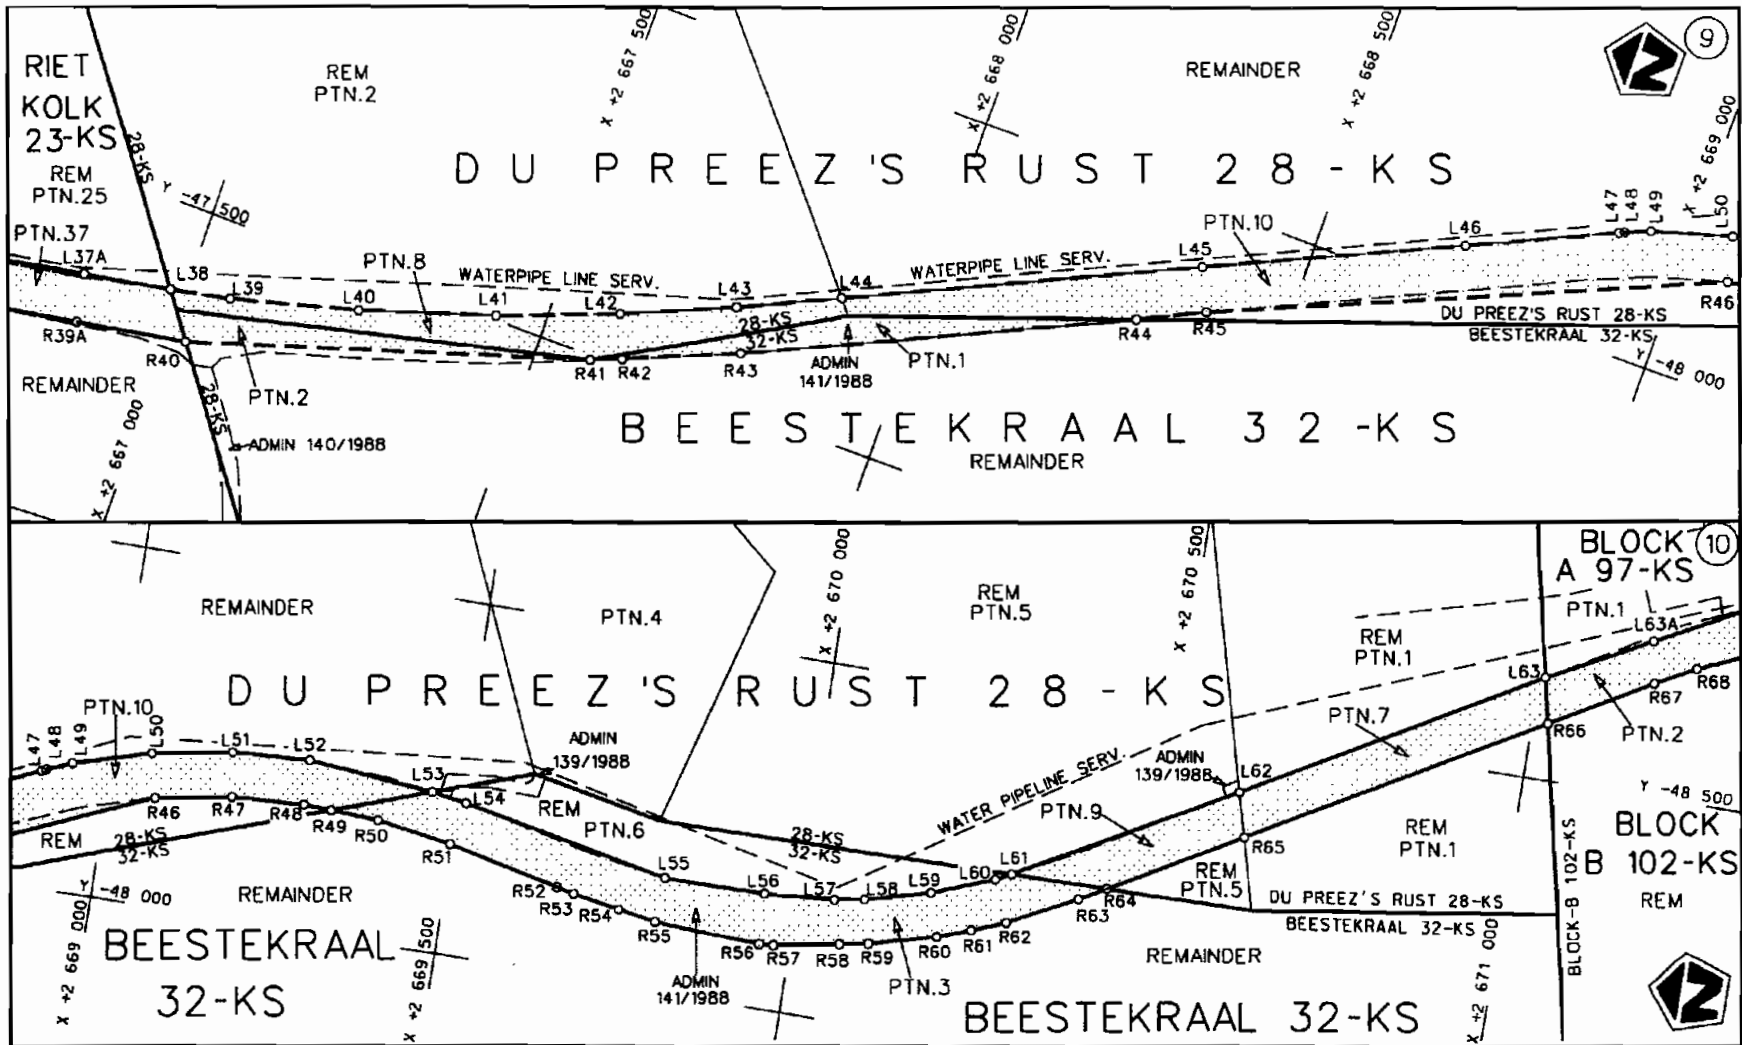 9
RIET
KOLK
23-KS
REM
PTN.25
REM
PTN.2
X +2 667 500
X +2 668 000
REMAINDER
X +2 668 500
X +2 669 000
28-KS
DU PREEZ'S RUST 28-KS
Y -47 500
PTN.37
L37A
L38
L39
PTN.8
L40
WATERPIPE LINE SERV.
L41
L42
L43
L44
WATERPIPE LINE SERV.
L45
PTN.10
L46
L47
L48
L49
L50
R39A
R40
REMAINDER
28-KS
PTN.2
ADMIN 140/1988
X +2 667 000
R41
R42
R43
28-KS
32-KS
ADMIN
141/1988
PTN.1
R44
R45
R46
DU PREEZ'S RUST 28-KS
BEESTEKRAAL 32-KS
Y -48 000
BEESTEKRAAL 32-KS
REMAINDER
10
BLOCK
A 97-KS
PTN.1
REMAINDER
PTN.4
X +2 670 000
REM
PTN.5
X +2 670 500
REM
PTN.1
L63A
L63
DU PREEZ'S RUST 28-KS
PTN.10
L47
L48
L49
L50
L51
L52
ADMIN
139/1988
L53
L54
REM
PTN.6
L55
L56
L57
L58
L59
L60
L61
28-KS
32-KS
WATER PIPELINE SERV.
PTN.9
ADMIN
139/1988
L62
PTN.7
R68
R67
R66
PTN.2
REM
28-KS
32-KS
R46
R47
R48
R49
R50
R51
R52
R53
R54
R55
R56
R57
R58
R59
R60
R61
R62
R63
R64
R65
REM
PTN.5
REM
PTN.1
Y -48 500
BLOCK
B 102-KS
REM
BLOCK-B 102-KS
DU PREEZ'S RUST 28-KS
BEESTEKRAAL 32-KS
REMAINDER
Y -48 000
X +2 669 000
REMAINDER
BEESTEKRAAL
32-KS
X +2 669 500
ADMIN
141/1988
PTN.3
BEESTEKRAAL 32-KS
X +2 671 000